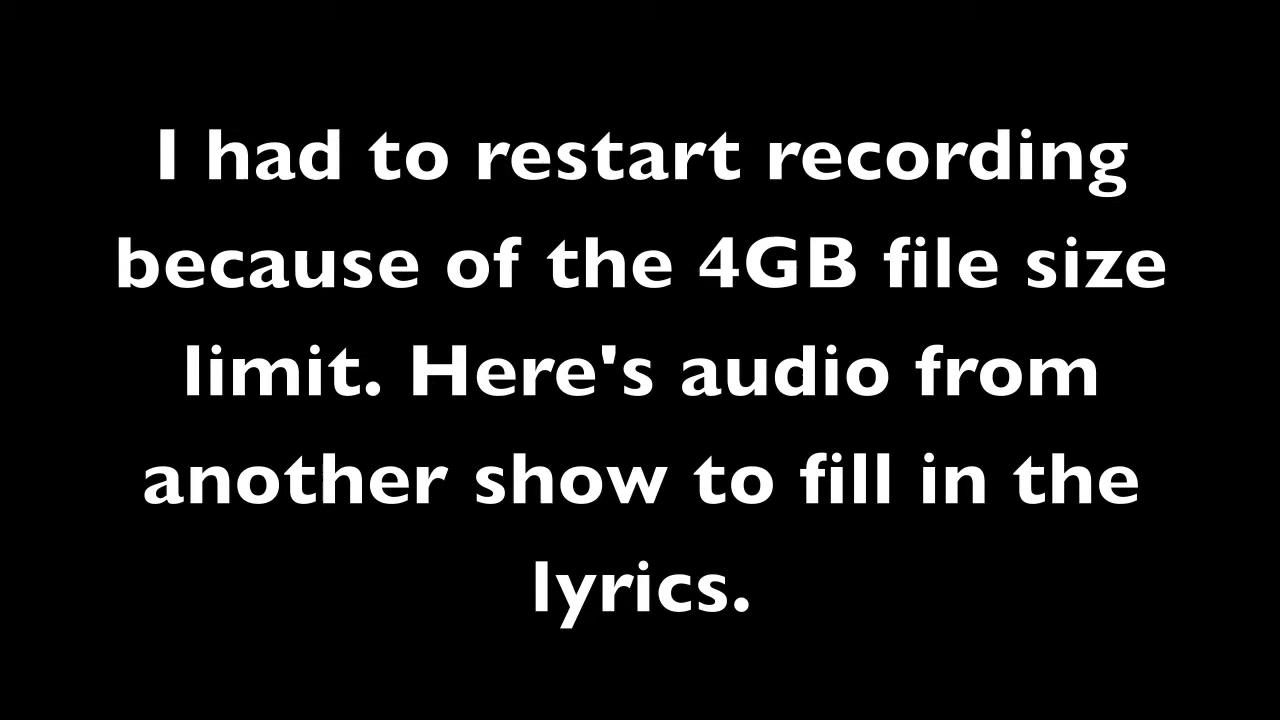 I had to restart recording
because of the 4GB file size
limit. Here's audio from
another show to fill in the
lyrics.